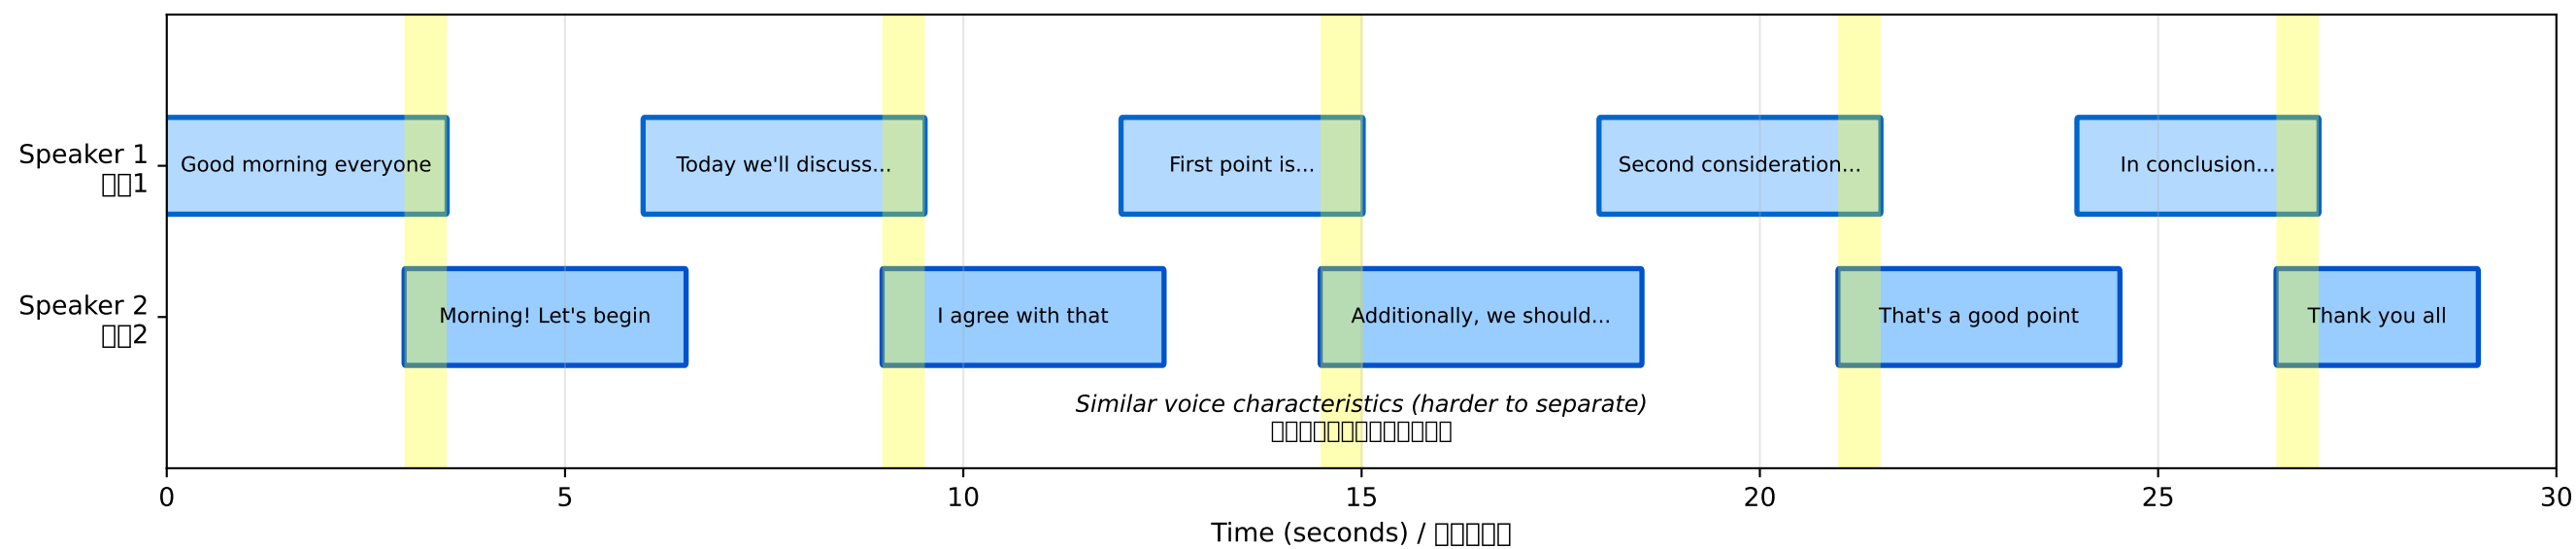 Speaker 1
1
Good morning everyone
Today we'll discuss...
First point is...
Second consideration...
In conclusion...
Speaker 2
2
Morning! Let's begin
I agree with that
Additionally, we should...
That's a good point
Thank you all
Similar voice characteristics (harder to separate)
0 5 10 15 20 25 30
Time (seconds) /